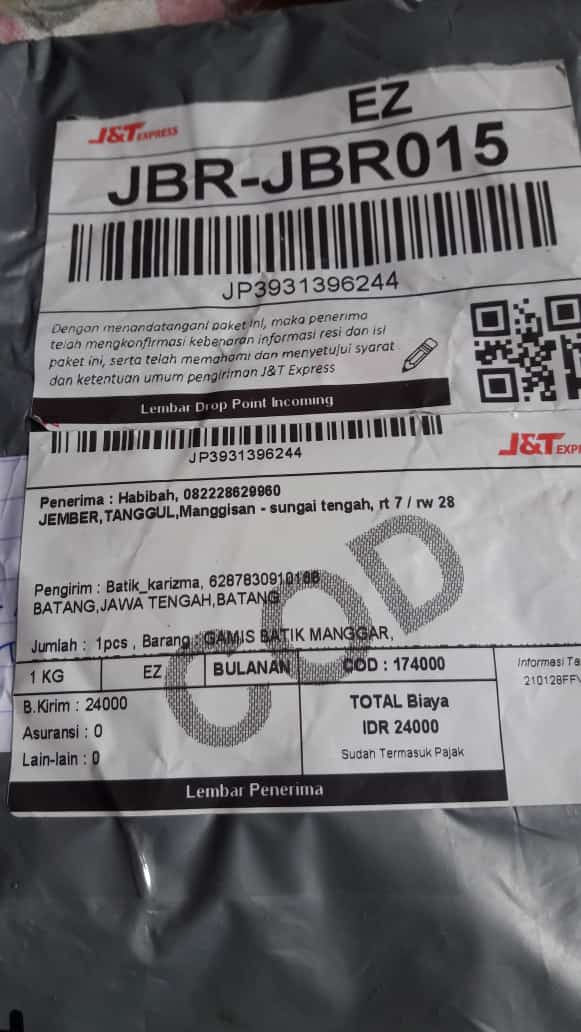 EZ
J&T EXPRESS
JBR-JBR015
JP3931396244
Dengan menandatangani paket ini, maka penerima
telah mengkonfirmasi kebenaran informasi resi dan isi
paket ini, serta telah memahami dan menyetujui syarat
dan ketentuan umum pengiriman J&T Express
Lembar Drop Point Incoming
JP3931396244
J&T EXPR
Penerima : Habibah, 082228629960
JEMBER,TANGGUL,Manggisan - sungai tengah, rt 7 / rw 28
Pengirim : Batik_karizma, 6287830910168
BATANG,JAWA TENGAH,BATANG
Jumlah : 1pcs , Barang : GAMIS BATIK MANGGAR,
COD
1 KG EZ BULANAN COD : 174000
B.Kirim : 24000
Asuransi : 0
Lain-lain : 0
TOTAL Biaya
IDR 24000
Sudah Termasuk Pajak
Informasi Ta
210128FFV
Lembar Penerima